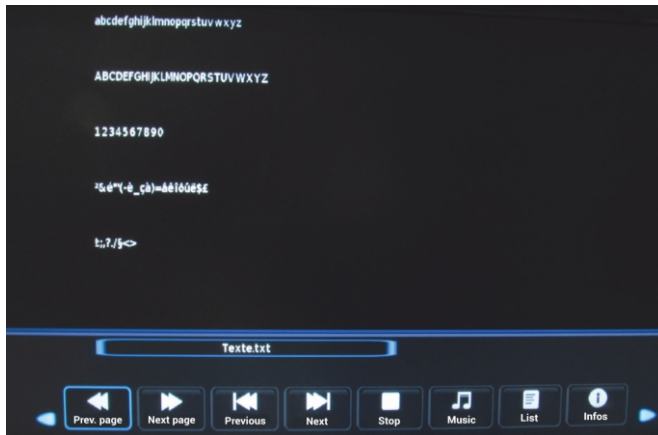 abcdefghijklmnopqrstuvwxyz
ABCDEFGHIJKLMNOPQRSTUVWXYZ
1234567890
²&é"'(-è_çà)=âêîôûë$£
!:;,?./§<>
Texte.txt
Prev. page Next page Previous Next Stop Music List Infos